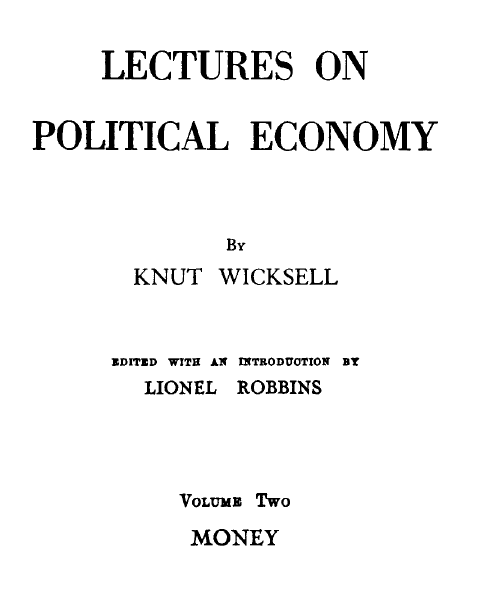 LECTURES ON
POLITICAL ECONOMY
By
KNUT WICKSELL
EDITED WITH AN INTRODUCTION BY
LIONEL ROBBINS
Volume Two
MONEY